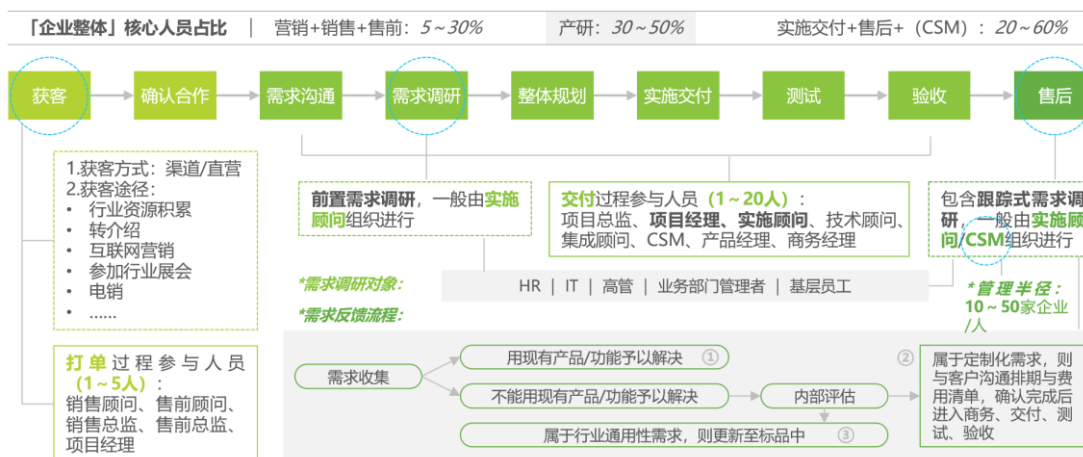 「企业整体」核心人员占比 | 营销+销售+售前：5~30% 产研：30~50% 实施交付+售后+（CSM）：20~60%
获客 确认合作 需求沟通 需求调研 整体规划 实施交付 测试 验收 售后
1.获客方式：渠道/直营
2.获客途径：
• 行业资源积累
• 转介绍
• 互联网营销
• 参加行业展会
• 电销
• ……
打单过程参与人员
（1~5人）：
销售顾问、售前顾问、
销售总监、售前总监、
项目经理
前置需求调研，一般由实施
顾问组织进行
交付过程参与人员（1~20人）：
项目总监、项目经理、实施顾问、技术顾问、
集成顾问、CSM、产品经理、商务经理
包含跟踪式需求调
研，一般由实施顾
问/CSM组织进行
*需求调研对象：
HR | IT | 高管 | 业务部门管理者 | 基层员工
*管理半径：
10~50家企业
/人
*需求反馈流程：
需求收集
用现有产品/功能予以解决 ①
不能用现有产品/功能予以解决
内部评估
属于行业通用性需求，则更新至标品中 ③
② 属于定制化需求，则
与客户沟通排期与费
用清单，确认完成后
进入商务、交付、测
试、验收